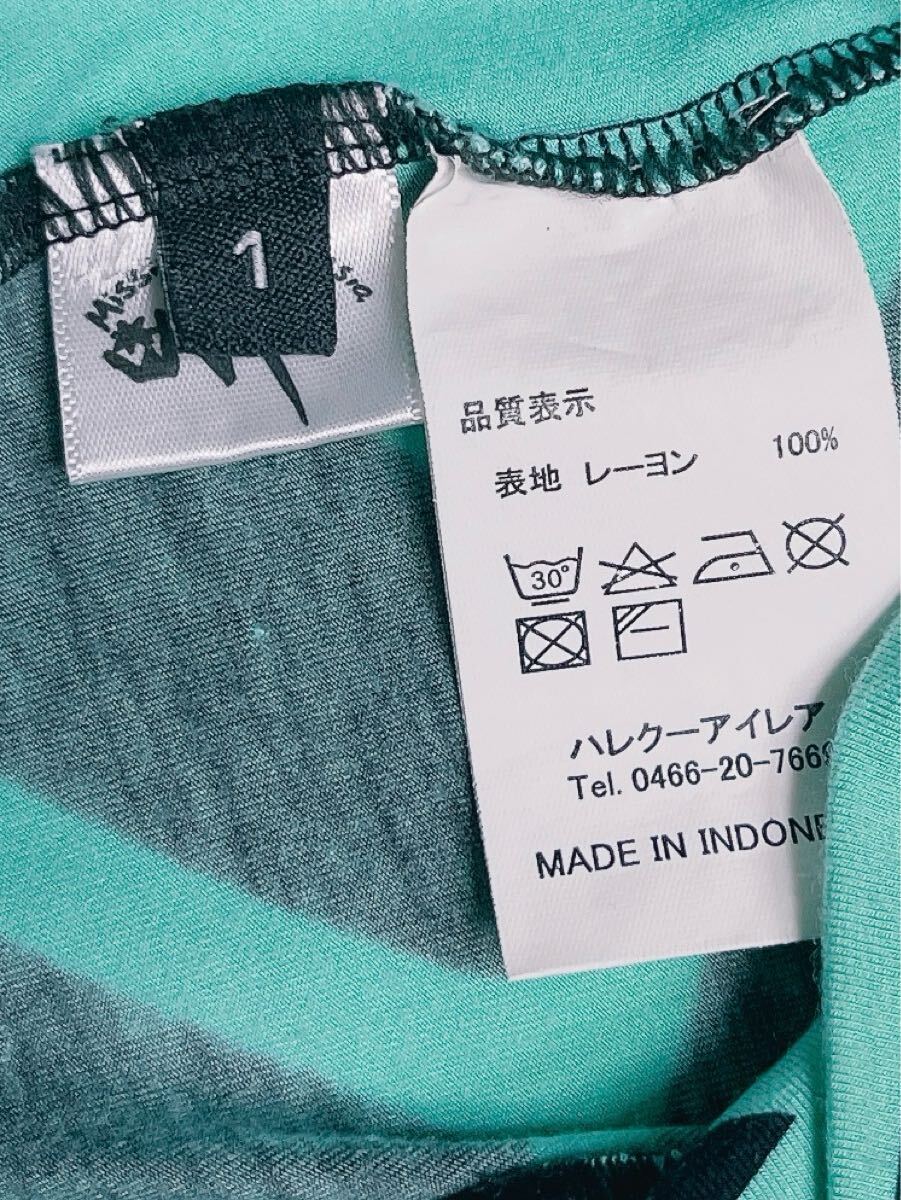 1
品質表示
表地 レーヨン 100%
30°
ハレクーアイレア
Tel. 0466-20-7669
MADE IN INDONE